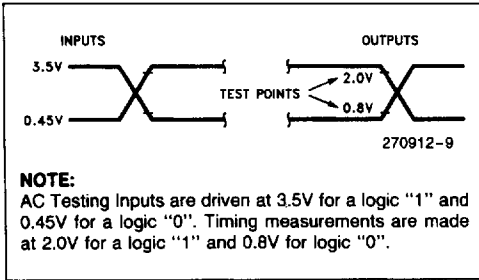 INPUTS OUTPUTS
3.5V 2.0V
TEST POINTS
0.45V 0.8V
270912-9
NOTE:
AC Testing Inputs are driven at 3.5V for a logic "1" and
0.45V for a logic "0". Timing measurements are made
at 2.0V for a logic "1" and 0.8V for logic "0".